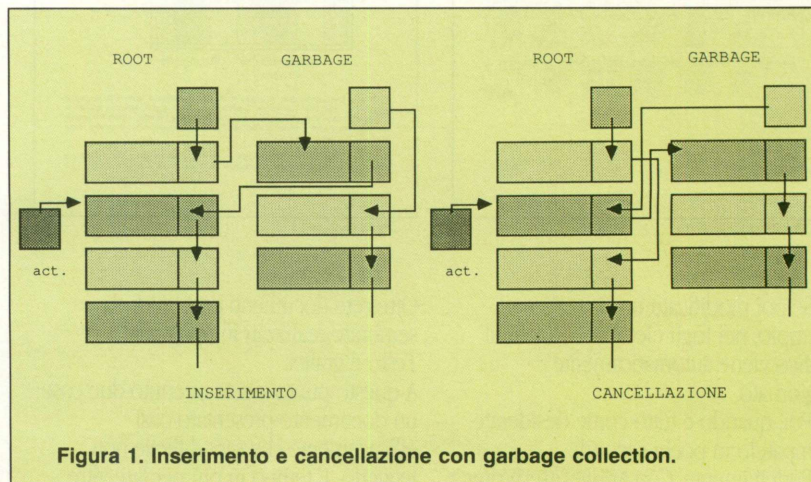 ROOT GARBAGE ROOT GARBAGE
act. act.
INSERIMENTO CANCELLAZIONE
Figura 1. Inserimento e cancellazione con garbage collection.